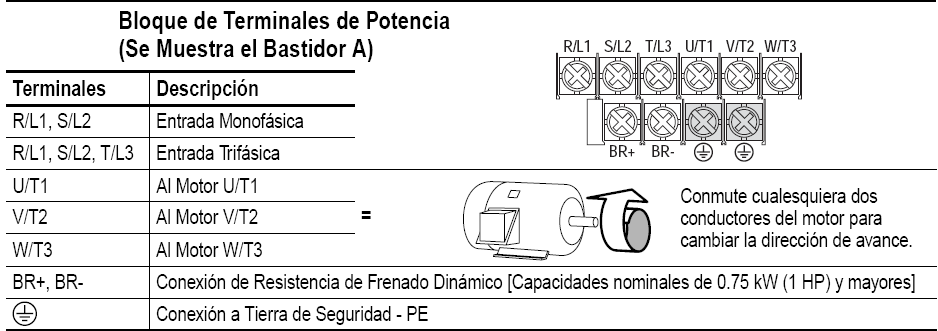 Bloque de Terminales de Potencia
(Se Muestra el Bastidor A)
R/L1 S/L2 T/L3 U/T1 V/T2 W/T3
BR+ BR-
Terminales Descripción
R/L1, S/L2 Entrada Monofásica
R/L1, S/L2, T/L3 Entrada Trifásica
U/T1 Al Motor U/T1
V/T2 Al Motor V/T2
=
W/T3 Al Motor W/T3
Conmute cualesquiera dos
conductores del motor para
cambiar la dirección de avance.
BR+, BR- Conexión de Resistencia de Frenado Dinámico [Capacidades nominales de 0.75 kW (1 HP) y mayores]
Conexión a Tierra de Seguridad - PE